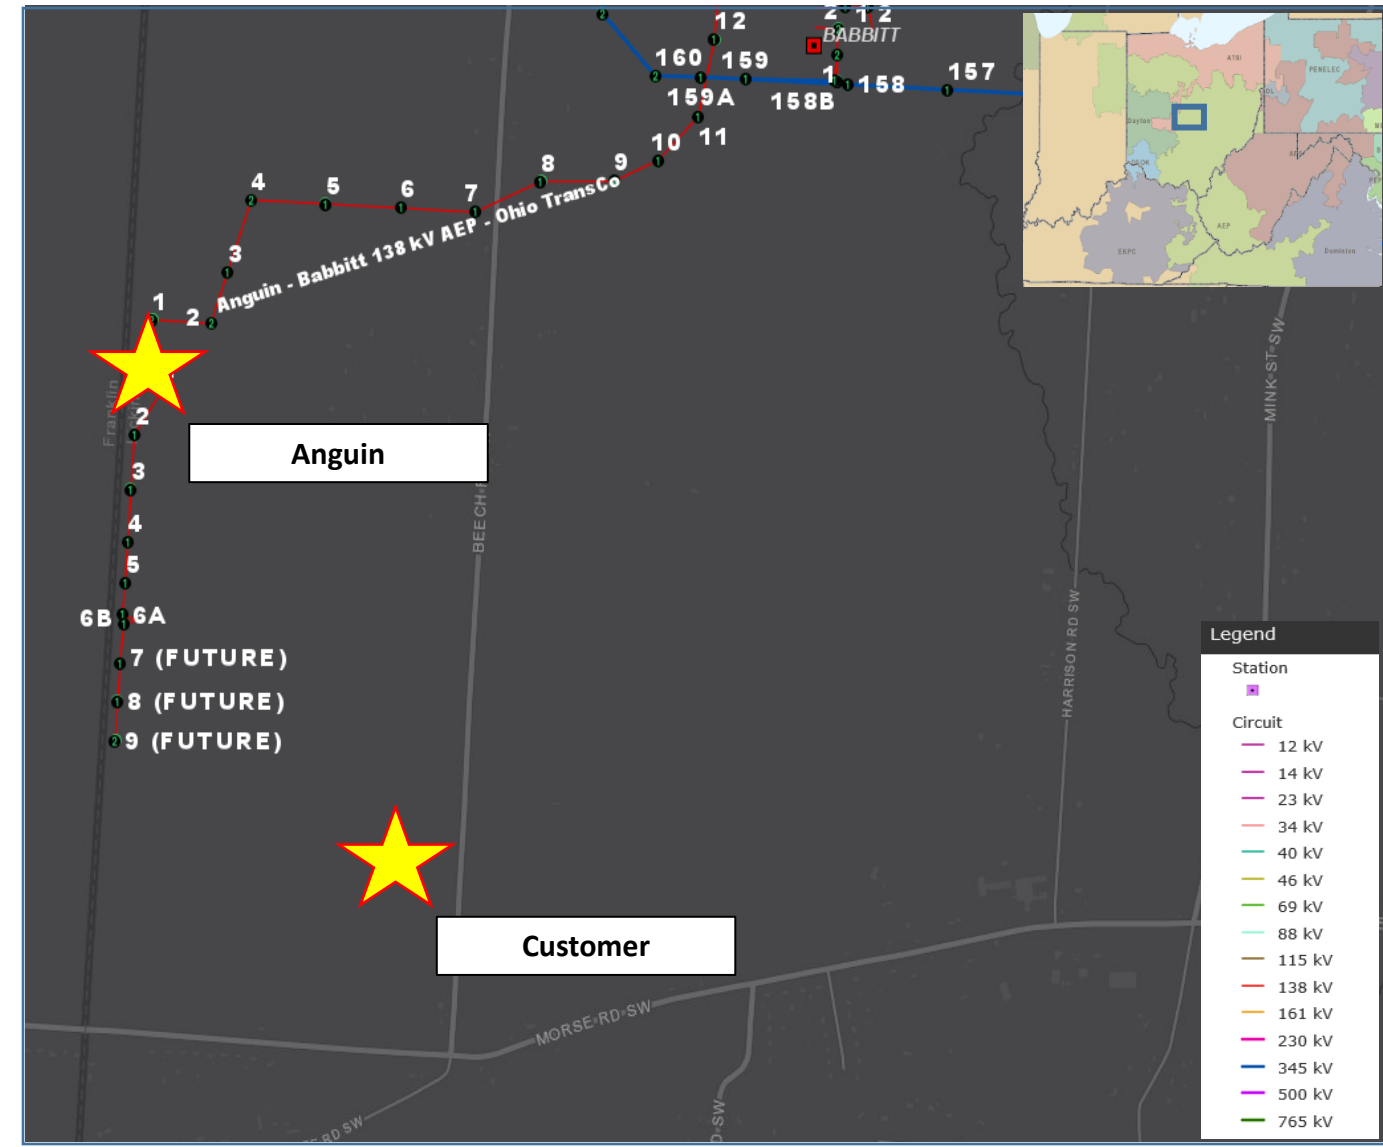 12
2
1 2
BABBITT
160
159
1
158
157
159A
158B
11
10
9
8
7
6
5
4
3
Anguin - Babbitt 138 kV AEP - Ohio TransCo
1
2
Franklin
Anguin
2
3
4
5
6B
6A
7 (FUTURE)
8 (FUTURE)
9 (FUTURE)
BEECH
HARRISON RD SW
MINK ST SW
Customer
MORSE RD SW
RD SW
D SW
ATSI
PENELEC
Dayton
AEP
EKPC
Dominion
Legend
Station
Circuit
12 kV
14 kV
23 kV
34 kV
40 kV
46 kV
69 kV
88 kV
115 kV
138 kV
161 kV
230 kV
345 kV
500 kV
765 kV